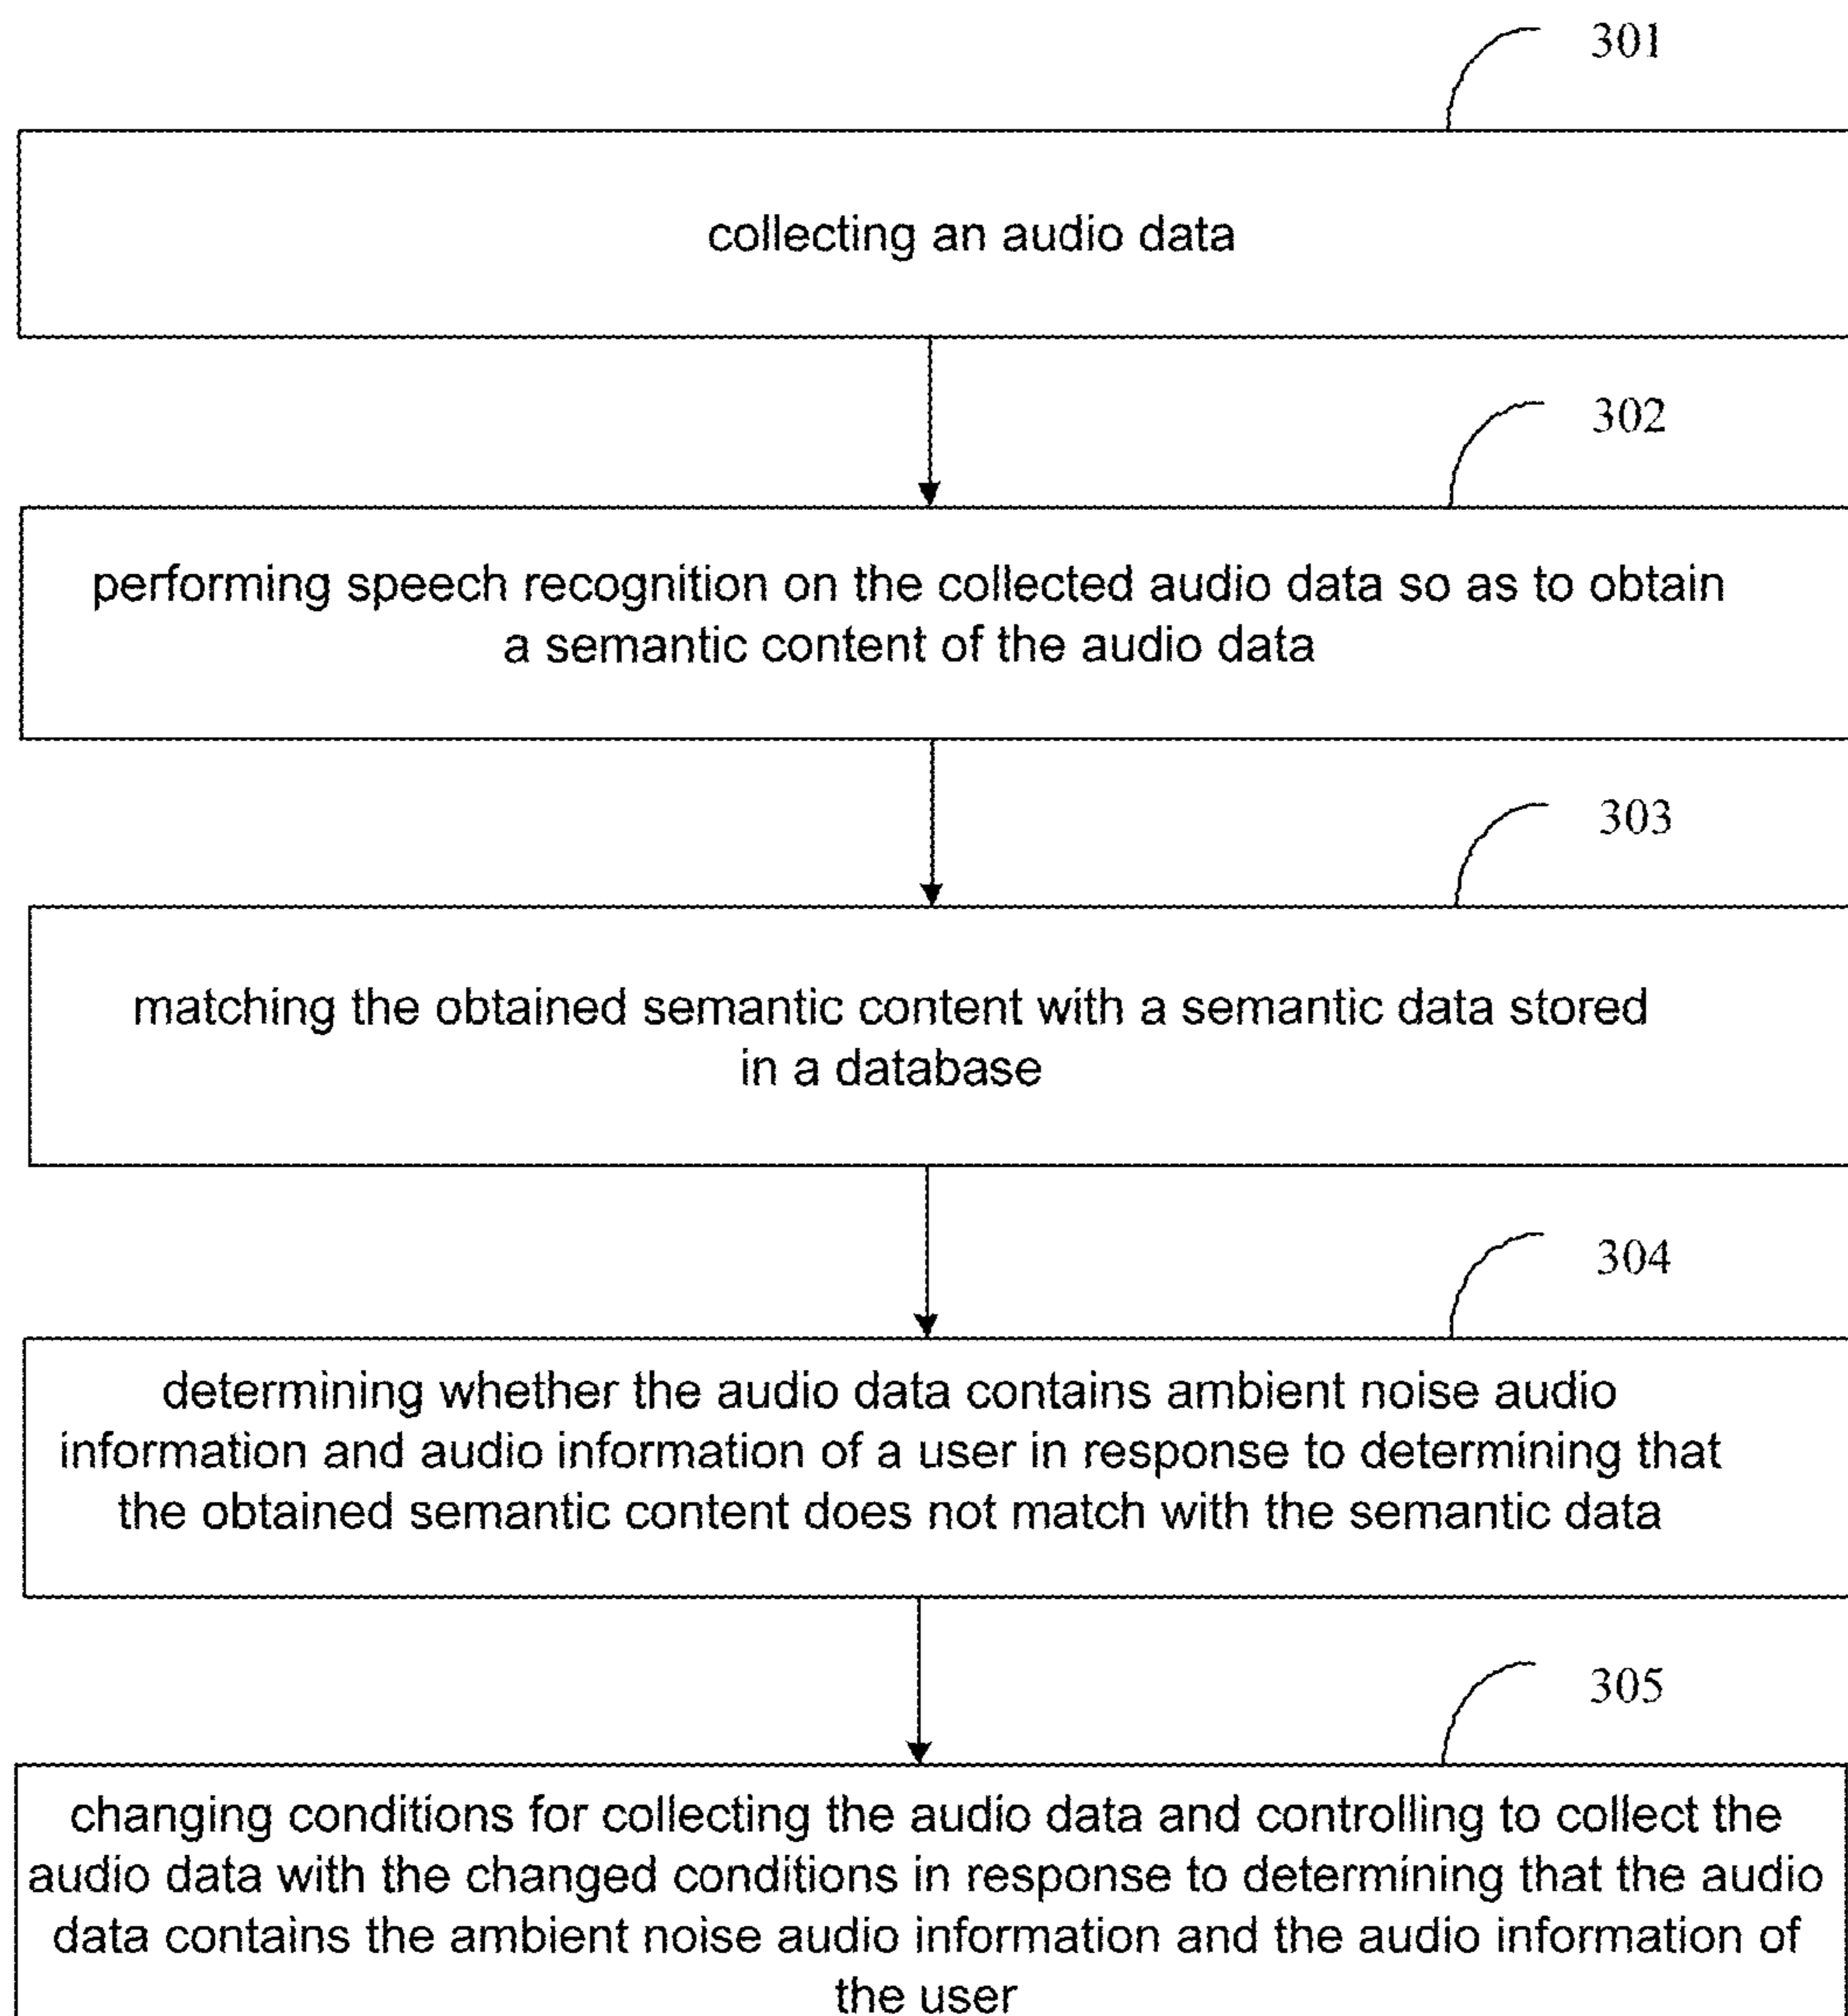 301
collecting an audio data
302
performing speech recognition on the collected audio data so as to obtain
a semantic content of the audio data
303
matching the obtained semantic content with a semantic data stored
in a database
304
determining whether the audio data contains ambient noise audio
information and audio information of a user in response to determining that
the obtained semantic content does not match with the semantic data
305
changing conditions for collecting the audio data and controlling to collect the
audio data with the changed conditions in response to determining that the audio
data contains the ambient noise audio information and the audio information of
the user